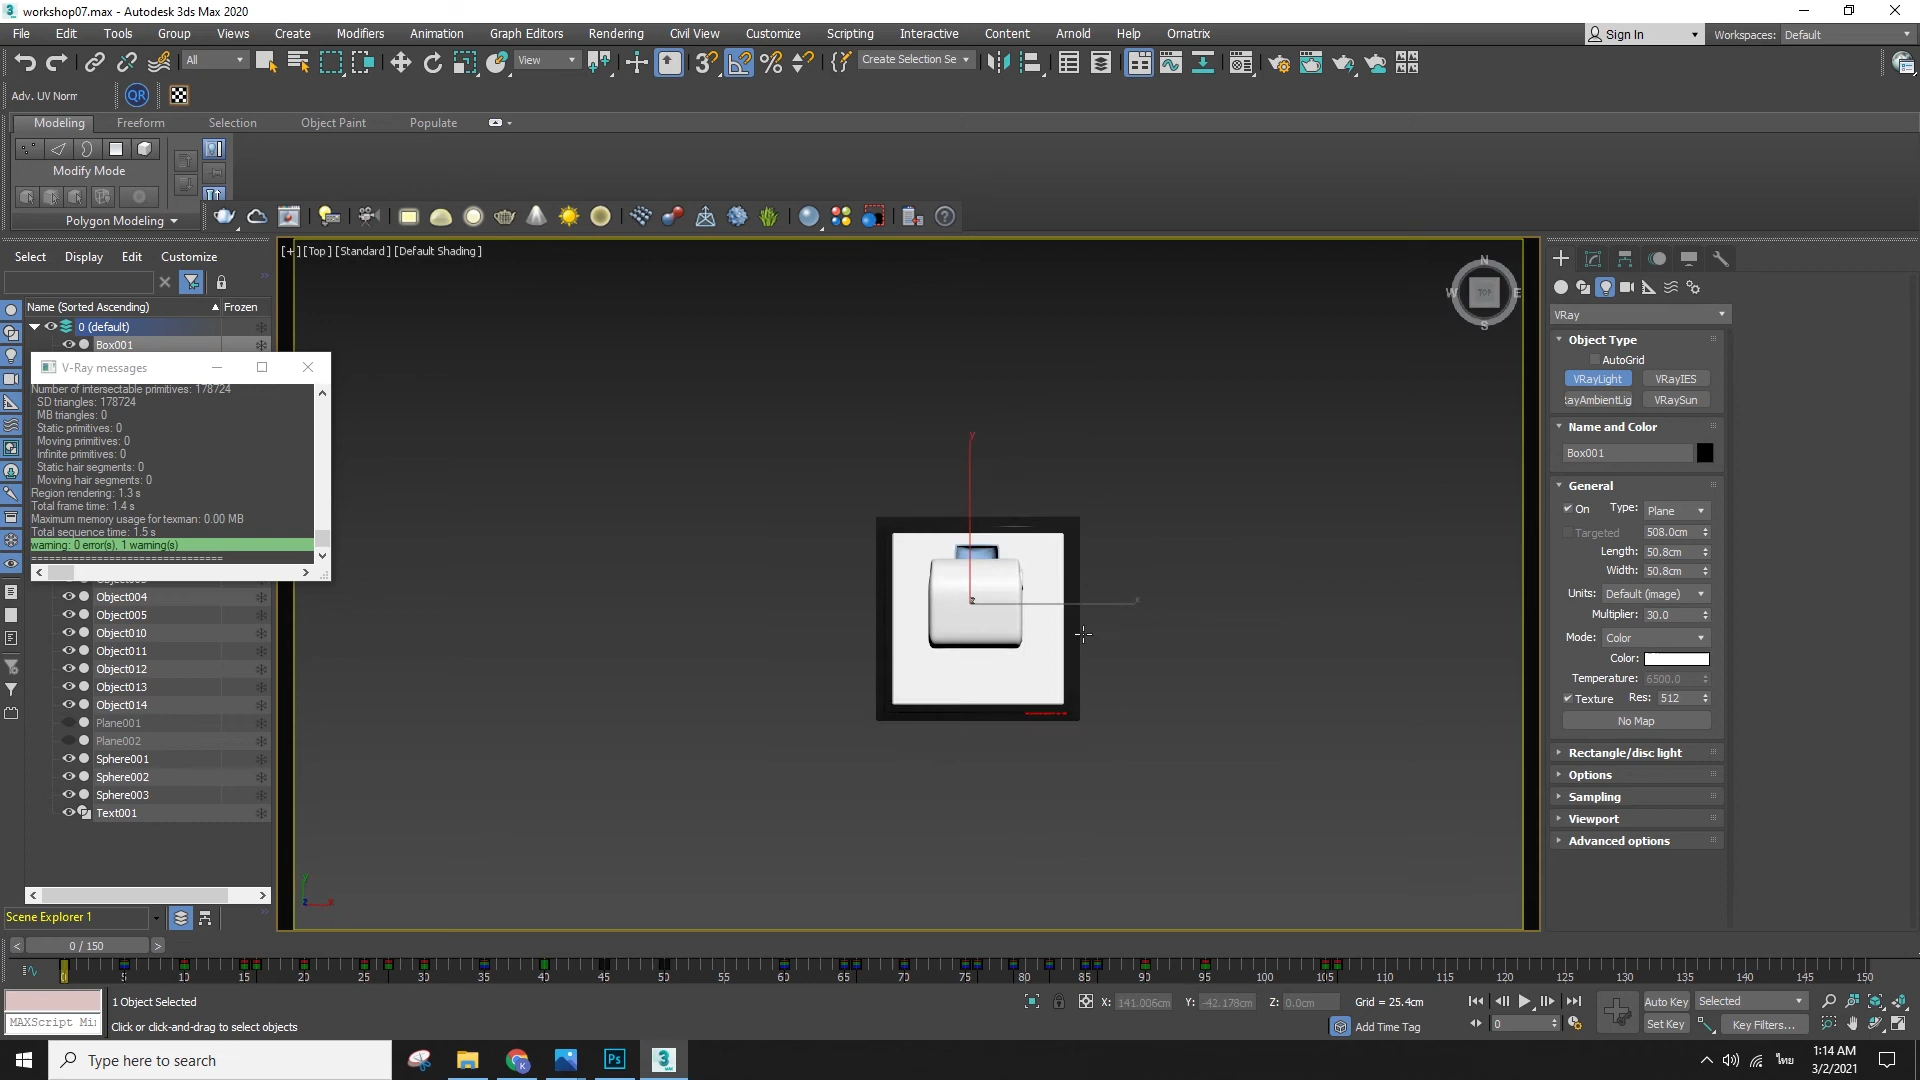 workshop07.max - Autodesk 3ds Max 2020
File Edit Tools Group Views Create Modifiers Animation Graph Editors Rendering Civil View Customize Scripting Interactive Content Arnold Help Ornatrix
Sign In Workspaces: Default
All View Create Selection Se
Adv. UV Norm QR
Modeling Freeform Selection Object Paint Populate
Modify Mode
Polygon Modeling
Select Display Edit Customize
[+] [Top] [Standard] [Default Shading]
N
W TOP E
S
Name (Sorted Ascending) Frozen
0 (default)
Box001
V-Ray messages
Number of intersectable primitives: 178724
SD triangles: 178724
MB triangles: 0
Static primitives: 0
Moving primitives: 0
Infinite primitives: 0
Static hair segments: 0
Moving hair segments: 0
Region rendering: 1.3 s
Total frame time: 1.4 s
Maximum memory usage for texman: 0.00 MB
Total sequence time: 1.5 s
warning: 0 error(s), 1 warning(s)
==============================
Object004
Object005
Object010
Object011
Object012
Object013
Object014
Plane001
Plane002
Sphere001
Sphere002
Sphere003
Text001
y
z x
y
z x
VRay
Object Type
AutoGrid
VRayLight VRayIES
RayAmbientLig VRaySun
Name and Color
Box001
General
On Type: Plane
Targeted 508.0cm
Length: 50.8cm
Width: 50.8cm
Units: Default (image)
Multiplier: 30.0
Mode: Color
Color:
Temperature: 6500.0
Texture Res: 512
No Map
Rectangle/disc light
Options
Sampling
Viewport
Advanced options
Scene Explorer 1
0 / 150
0 5 10 15 20 25 30 35 40 45 50 55 60 65 70 75 80 85 90 95 100 105 110 115 120 125 130 135 140 145 150
1 Object Selected X: 141.006cm Y: -42.178cm Z: 0.0cm Grid = 25.4cm Auto Key Selected
MAXScript Mi Click or click-and-drag to select objects Add Time Tag 0 Set Key Key Filters...
Type here to search
Ps
3
ไทย
1:14 AM
3/2/2021